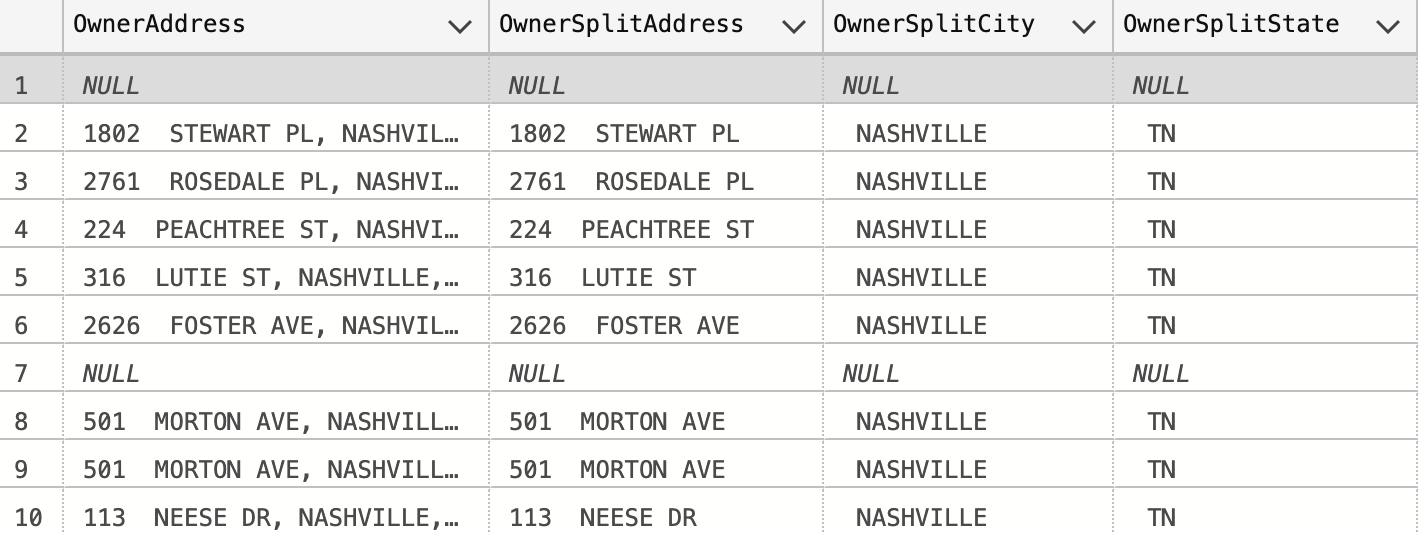 OwnerAddress OwnerSplitAddress OwnerSplitCity OwnerSplitState
1 NULL NULL NULL NULL
2 1802  STEWART PL, NASHVIL… 1802  STEWART PL NASHVILLE TN
3 2761  ROSEDALE PL, NASHVI… 2761  ROSEDALE PL NASHVILLE TN
4 224  PEACHTREE ST, NASHVI… 224  PEACHTREE ST NASHVILLE TN
5 316  LUTIE ST, NASHVILLE,… 316  LUTIE ST NASHVILLE TN
6 2626  FOSTER AVE, NASHVIL… 2626  FOSTER AVE NASHVILLE TN
7 NULL NULL NULL NULL
8 501  MORTON AVE, NASHVILL… 501  MORTON AVE NASHVILLE TN
9 501  MORTON AVE, NASHVILL… 501  MORTON AVE NASHVILLE TN
10 113  NEESE DR, NASHVILLE,… 113  NEESE DR NASHVILLE TN